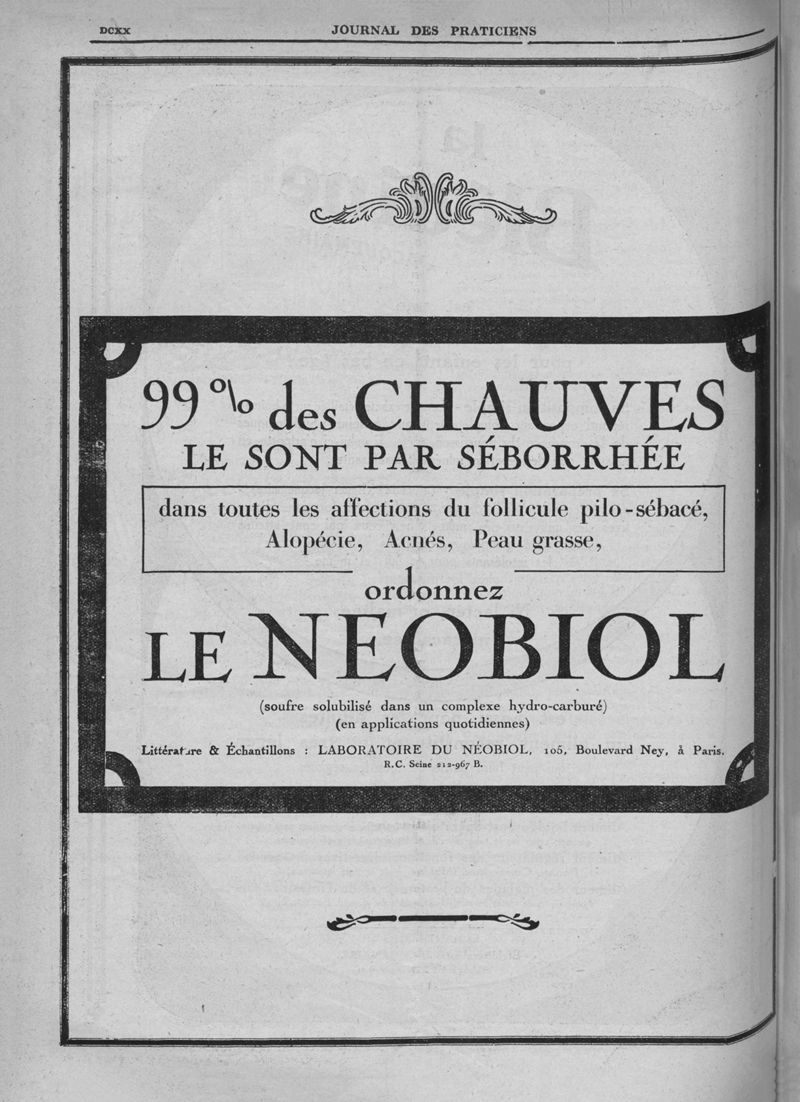 DCXX
JOURNAL DES PRATICIENS
99 % des CHAUVES
LE SONT PAR SÉBORRHÉE
dans toutes les affections du follicule pilo-sébacé,
Alopécie, Acnés, Peau grasse,
ordonnez
LE NEOBIOL
(soufre solubilisé dans un complexe hydro-carburé)
(en applications quotidiennes)
Littérature & Échantillons : LABORATOIRE DU NÉOBIOL, 105, Boulevard Ney, à Paris.
R.C. Seine 212-967 B.